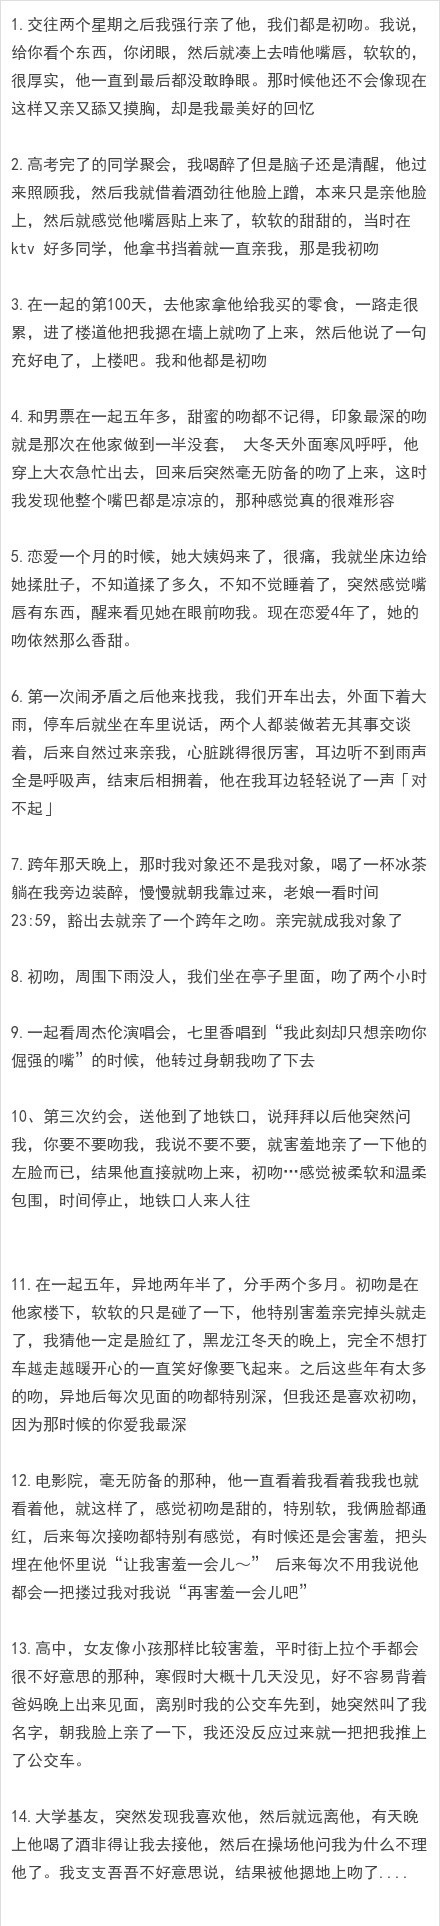 1.交往两个星期之后我强行亲了他，我们都是初吻。我说，
给你看个东西，你闭眼，然后就凑上去啃他嘴唇，软软的，
很厚实，他一直到最后都没敢睁眼。那时候他还不会像现在
这样又亲又舔又摸胸，却是我最美好的回忆
2.高考完了的同学聚会，我喝醉了但是脑子还是清醒，他过
来照顾我，然后我就借着酒劲往他脸上蹭，本来只是亲他脸
上，然后就感觉他嘴唇贴上来了，软软的甜甜的，当时在
ktv 好多同学，他拿书挡着就一直亲我，那是我初吻
3.在一起的第100天，去他家拿他给我买的零食，一路走很
累，进了楼道他把我摁在墙上就吻了上来，然后他说了一句
充好电了，上楼吧。我和他都是初吻
4.和男票在一起五年多，甜蜜的吻都不记得，印象最深的吻
就是那次在他家做到一半没套， 大冬天外面寒风呼呼，他
穿上大衣急忙出去，回来后突然毫无防备的吻了上来，这时
我发现他整个嘴巴都是凉凉的，那种感觉真的很难形容
5.恋爱一个月的时候，她大姨妈来了，很痛，我就坐床边给
她揉肚子，不知道揉了多久，不知不觉睡着了，突然感觉嘴
唇有东西，醒来看见她在眼前吻我。现在恋爱4年了，她的
吻依然那么香甜。
6.第一次闹矛盾之后他来找我，我们开车出去，外面下着大
雨，停车后就坐在车里说话，两个人都装做若无其事交谈
着，后来自然过来亲我，心脏跳得很厉害，耳边听不到雨声
全是呼吸声，结束后相拥着，他在我耳边轻轻说了一声「对
不起」
7.跨年那天晚上，那时我对象还不是我对象，喝了一杯冰茶
躺在我旁边装醉，慢慢就朝我靠过来，老娘一看时间
23:59，豁出去就亲了一个跨年之吻。亲完就成我对象了
8.初吻，周围下雨没人，我们坐在亭子里面，吻了两个小时
9.一起看周杰伦演唱会，七里香唱到“我此刻却只想亲吻你
倔强的嘴”的时候，他转过身朝我吻了下去
10、第三次约会，送他到了地铁口，说拜拜以后他突然问
我，你要不要吻我，我说不要不要，就害羞地亲了一下他的
左脸而已，结果他直接就吻上来，初吻…感觉被柔软和温柔
包围，时间停止，地铁口人来人往
11.在一起五年，异地两年半了，分手两个多月。初吻是在
他家楼下，软软的只是碰了一下，他特别害羞亲完掉头就走
了，我猜他一定是脸红了，黑龙江冬天的晚上，完全不想打
车越走越暖开心的一直笑好像要飞起来。之后这些年有太多
的吻，异地后每次见面的吻都特别深，但我还是喜欢初吻，
因为那时候的你爱我最深
12.电影院，毫无防备的那种，他一直看着我看着我我也就
看着他，就这样了，感觉初吻是甜的，特别软，我俩脸都通
红，后来每次接吻都特别有感觉，有时候还是会害羞，把头
埋在他怀里说“让我害羞一会儿～” 后来每次不用我说他
都会一把搂过我对我说“再害羞一会儿吧”
13.高中，女友像小孩那样比较害羞，平时街上拉个手都会
很不好意思的那种，寒假时大概十几天没见，好不容易背着
爸妈晚上出来见面，离别时我的公交车先到，她突然叫了我
名字，朝我脸上亲了一下，我还没反应过来就一把把我推上
了公交车。
14.大学基友，突然发现我喜欢他，然后就远离他，有天晚
上他喝了酒非得让我去接他，然后在操场他问我为什么不理
他了。我支支吾吾不好意思说，结果被他摁地上吻了....